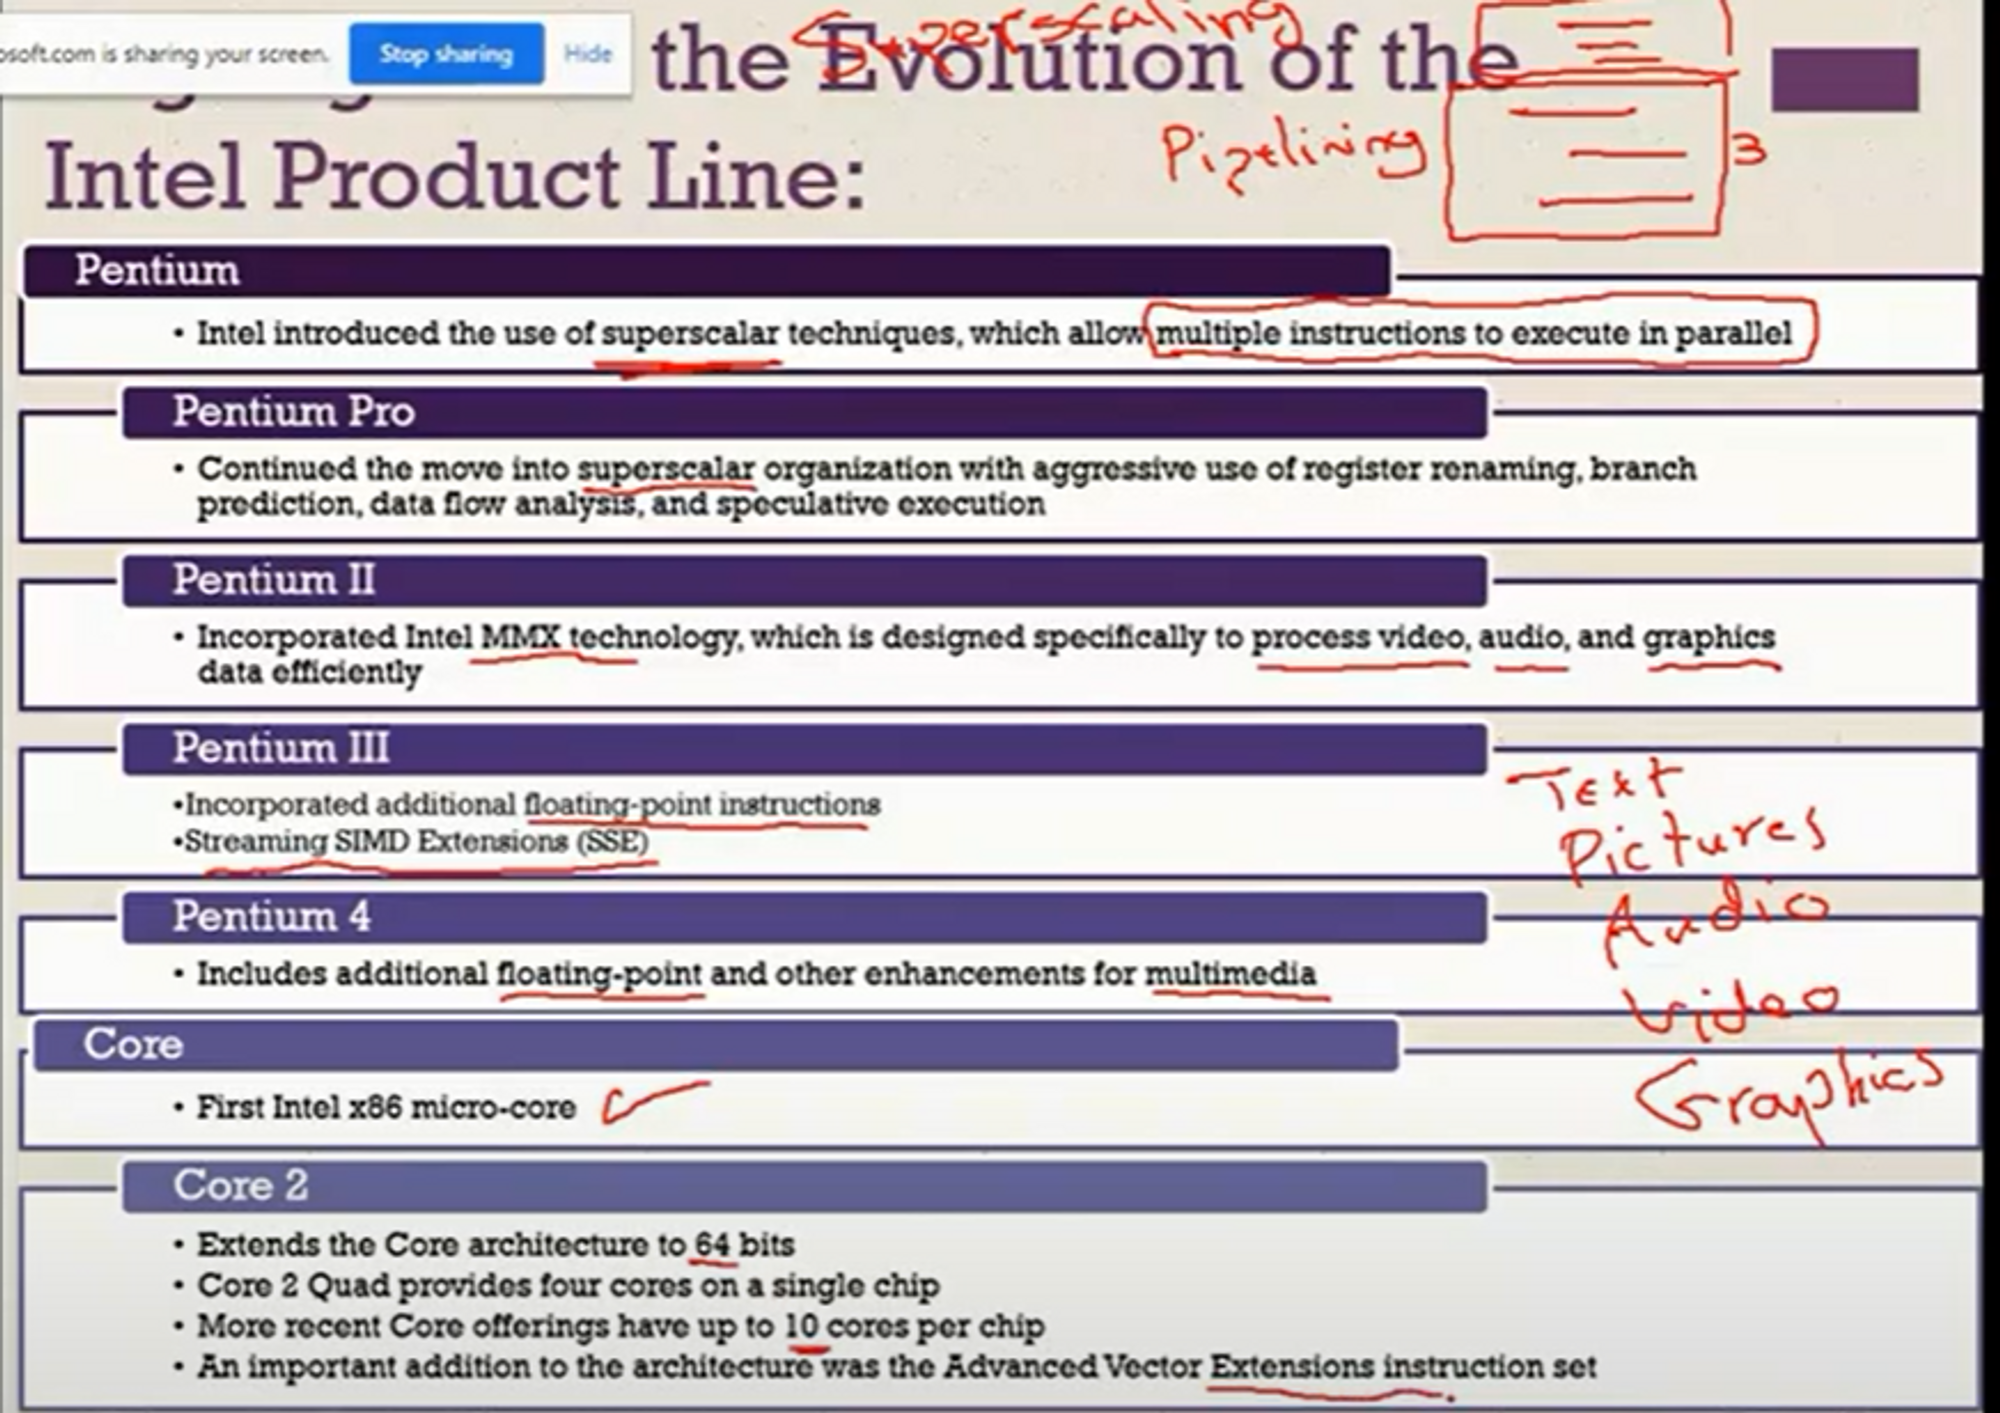 osoft.com is sharing your screen. Stop sharing Hide
Superscaling
the Evolution of the
Pipelining 3
Intel Product Line:
Pentium
• Intel introduced the use of superscalar techniques, which allow multiple instructions to execute in parallel
Pentium Pro
• Continued the move into superscalar organization with aggressive use of register renaming, branch
prediction, data flow analysis, and speculative execution
Pentium II
• Incorporated Intel MMX technology, which is designed specifically to process video, audio, and graphics
data efficiently
Pentium III
•Incorporated additional floating-point instructions
•Streaming SIMD Extensions (SSE)
Text
Pictures
Audio
Video
Graphics
Pentium 4
• Includes additional floating-point and other enhancements for multimedia
Core
• First Intel x86 micro-core
Core 2
• Extends the Core architecture to 64 bits
• Core 2 Quad provides four cores on a single chip
• More recent Core offerings have up to 10 cores per chip
• An important addition to the architecture was the Advanced Vector Extensions instruction set